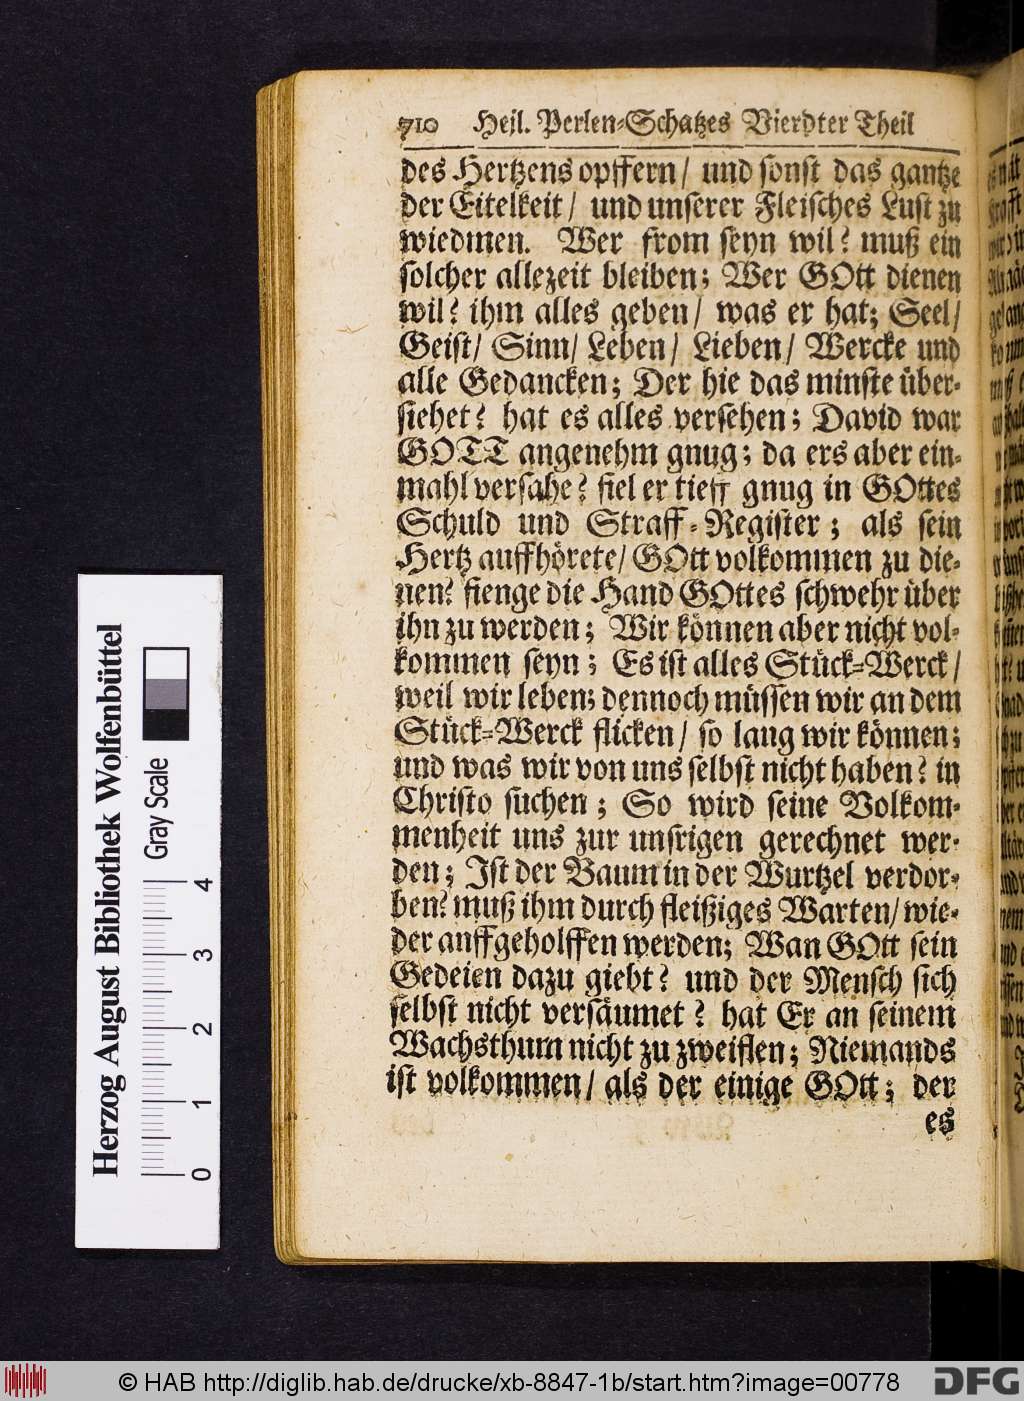 710 Heil. Perlen-Schatzes Vierdter Theil
des Hertzens opffern/ und sonst das gantze
der Eitelkeit/ und unserer Fleisches Lust zu
wiedmen. Wer from seyn wil? muß ein
solcher allezeit bleiben; Wer GOtt dienen
wil? ihm alles geben/ was er hat; Seel/
Geist/ Sinn/ Leben/ Lieben/ Wercke und
alle Gedancken; Der hie das minste über-
siehet? hat es alles versehen; David war
GOTT angenehm gnug; da ers aber ein-
mahl versahe? fiel er tieff gnug in GOttes
Schuld und Straff-Register; als sein
Hertz auffhörete/ GOtt volkommen zu die-
nen? fienge die Hand GOttes schwehr über
ihn zu werden; Wir können aber nicht vol-
kommen seyn; Es ist alles Stück-Werck/
weil wir leben; dennoch müssen wir an dem
Stück-Werck flicken/ so lang wir können;
und was wir von uns selbst nicht haben? in
Christo suchen; So wird seine Volkom-
menheit uns zur unsrigen gerechnet wer-
den; Ist der Baum in der Wurtzel verdor-
ben? muß ihm durch fleißiges Warten/ wie-
der auffgeholffen werden; Wan GOtt sein
Gedeien dazu giebt? und der Mensch sich
selbst nicht versäumet? hat Er an seinem
Wachsthum nicht zu zweiflen; Niemands
ist volkommen/ als der einige GOtt; der
es
Herzog August Bibliothek Wolfenbüttel
Gray Scale
0 1 2 3 4
© HAB http://diglib.hab.de/drucke/xb-8847-1b/start.htm?image=00778
DFG